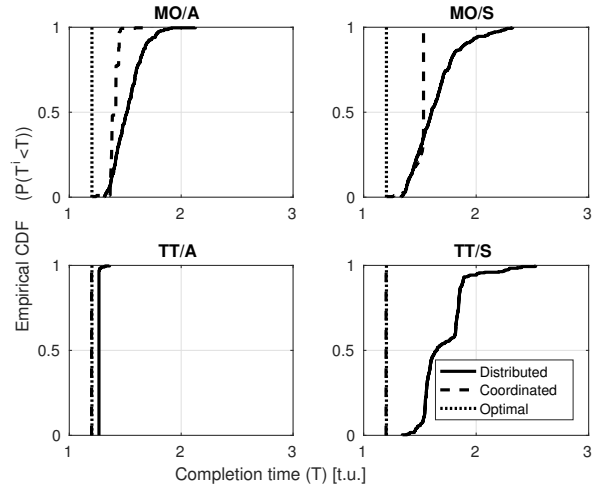 MO/A
MO/S
1
0.5
0
1
2
3
1
0.5
0
1
2
3
TT/A
TT/S
1
0.5
0
1
2
3
1
0.5
0
1
2
3
Distributed
Coordinated
Optimal
Empirical CDF (P(T^i<T))
Completion time (T) [t.u.]